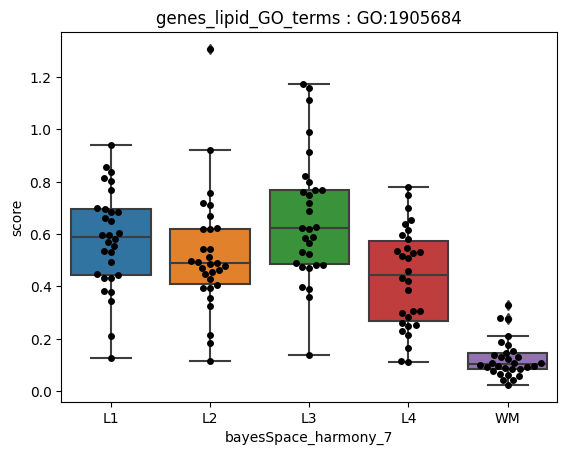 genes_lipid_GO_terms : GO:1905684
score
1.2
1.0
0.8
0.6
0.4
0.2
0.0
L1 L2 L3 L4 WM
bayesSpace_harmony_7